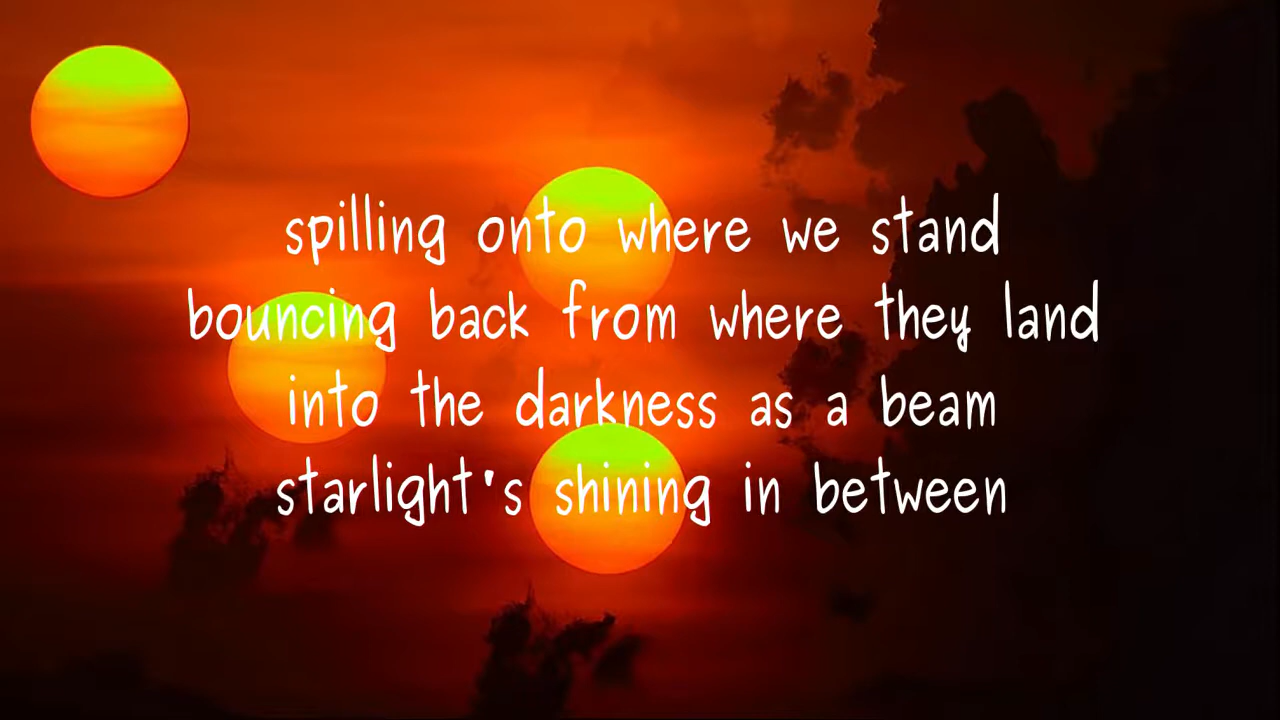 spilling onto where we stand
bouncing back from where they land
into the darkness as a beam
starlight's shining in between